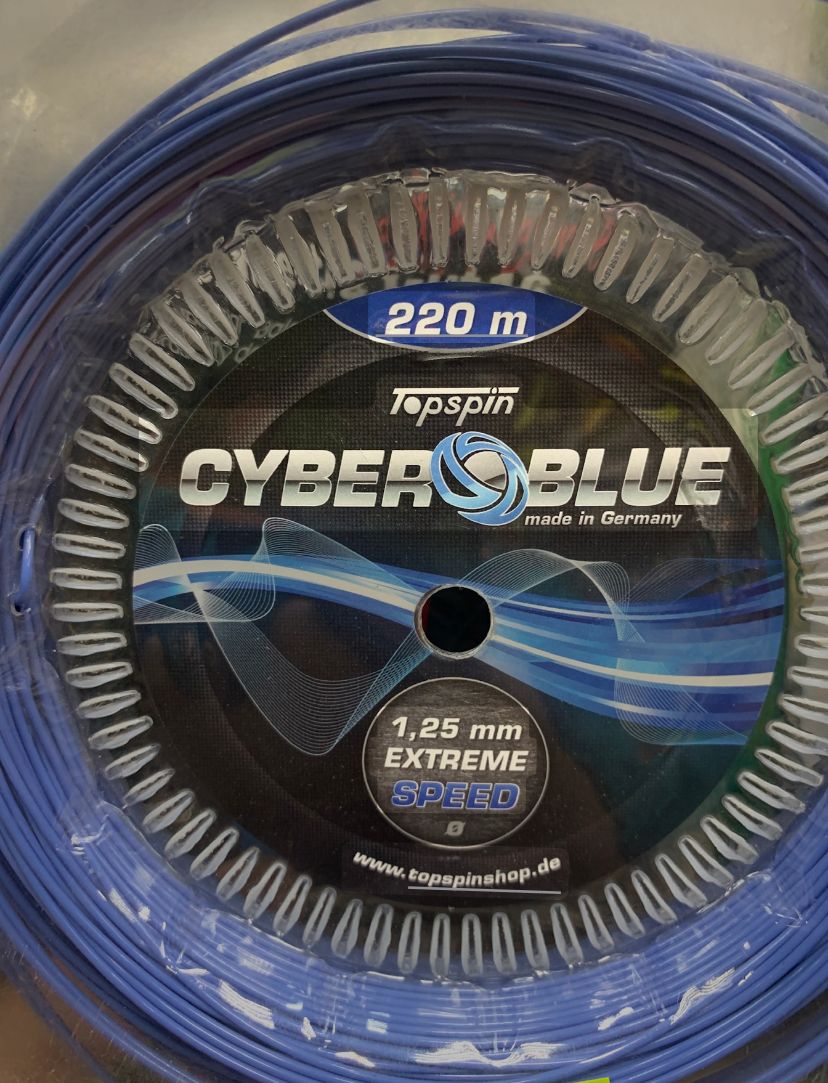 220 m
Topspin
CYBER BLUE
made in Germany
1,25 mm
EXTREME
SPEED
Ø
www.topspinshop.de